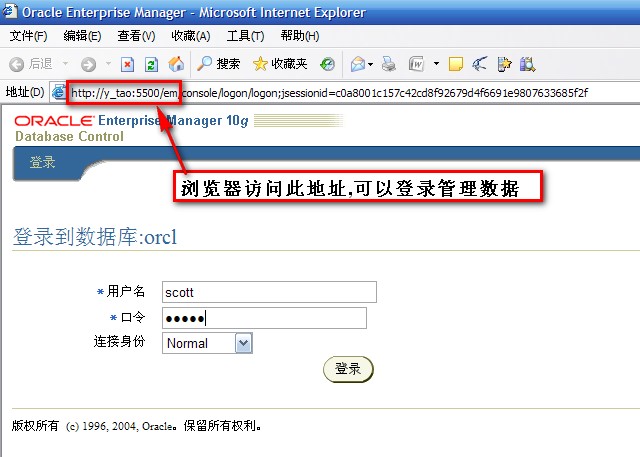 Oracle Enterprise Manager - Microsoft Internet Explorer
文件(F) 编辑(E) 查看(V) 收藏(A) 工具(T) 帮助(H)
后退 搜索 收藏夹
地址(D) http://y_tao:5500/em/console/logon/logon;jsessionid=c0a8001c157c42cd8f92679d4f6691e9807633685f2f
ORACLE Enterprise Manager 10g
Database Control
登录
浏览器访问此地址,可以登录管理数据
登录到数据库:orcl
* 用户名 scott
* 口令 ●●●●●
连接身份 Normal
登录
版权所有 (c) 1996, 2004, Oracle。保留所有权利。